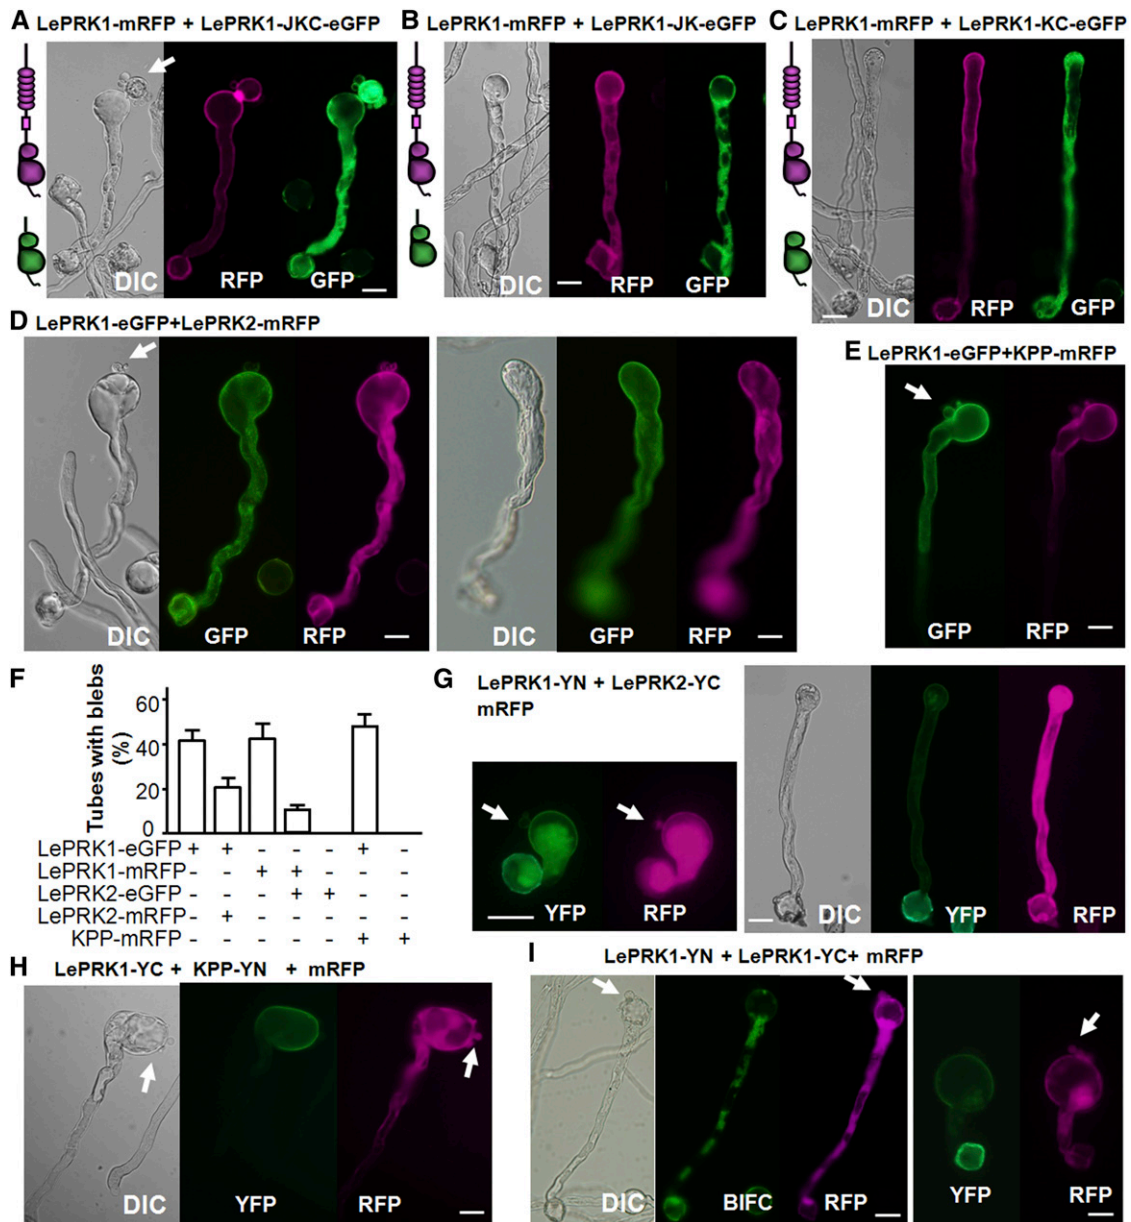 A LePRK1-mRFP + LePRK1-JKC-eGFP
DIC RFP GFP
B LePRK1-mRFP + LePRK1-JK-eGFP
DIC RFP GFP
C LePRK1-mRFP + LePRK1-KC-eGFP
DIC RFP GFP
D LePRK1-eGFP+LePRK2-mRFP
DIC GFP RFP
DIC GFP RFP
E LePRK1-eGFP+KPP-mRFP
GFP RFP
F
Tubes with blebs
(%)
60
40
20
0
LePRK1-eGFP + + - - - + -
LePRK1-mRFP - - + + - - -
LePRK2-eGFP - - - + + - -
LePRK2-mRFP - + - - - - -
KPP-mRFP - - - - - + +
G LePRK1-YN + LePRK2-YC
mRFP
YFP RFP
DIC YFP RFP
H LePRK1-YC + KPP-YN + mRFP
DIC YFP RFP
I LePRK1-YN + LePRK1-YC+ mRFP
DIC BIFC RFP
YFP RFP